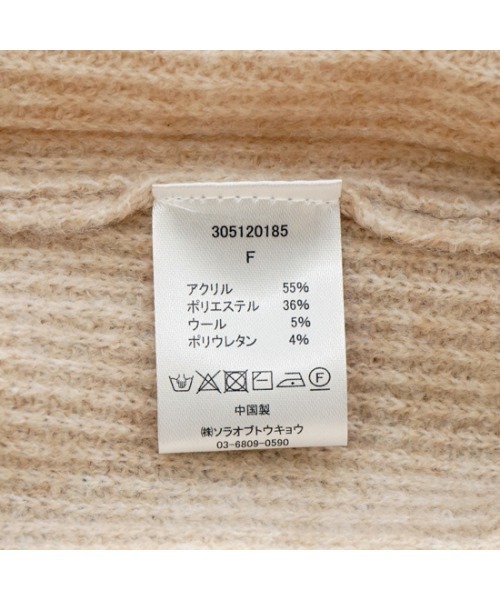 305120185
F
アクリル 55%
ポリエステル 36%
ウール 5%
ポリウレタン 4%
F
中国製
㈱ソラオブトウキョウ
03-6809-0590